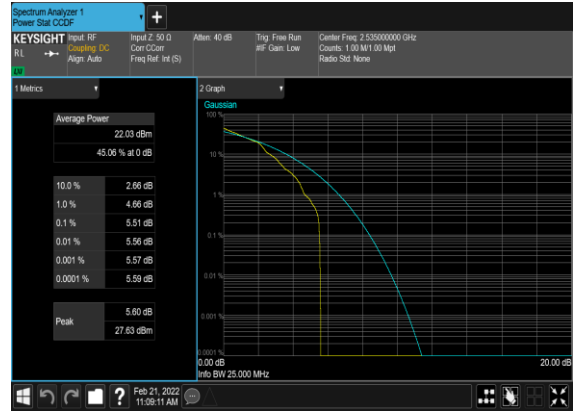 Spectrum Analyzer 1
Power Stat CCDF
KEYSIGHT
RL
LXI
Input: RF
Coupling: DC
Align: Auto
Input Z: 50 Ω
Corr CCorr
Freq Ref: Int (S)
Atten: 40 dB
Trig: Free Run
#IF Gain: Low
Center Freq: 2.535000000 GHz
Counts: 1.00 M/1.00 Mpt
Radio Std: None
1 Metrics
Average Power
22.03 dBm
45.06 % at 0 dB
10.0 % 2.66 dB
1.0 % 4.66 dB
0.1 % 5.51 dB
0.01 % 5.56 dB
0.001 % 5.57 dB
0.0001 % 5.59 dB
Peak
5.60 dB
27.63 dBm
2 Graph
Gaussian
100 %
10 %
1 %
0.1 %
0.01 %
0.001 %
0.0001 %
0.00 dB
20.00 dB
Info BW 25.000 MHz
?
Feb 21, 2022
11:09:11 AM